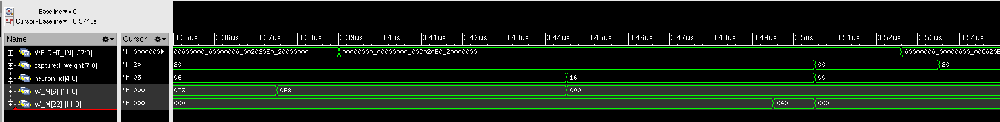 Baseline▼= 0
Cursor-Baseline▼= 0.574us
Name Cursor 3.35us 3.36us 3.37us 3.38us 3.39us 3.4us 3.41us 3.42us 3.43us 3.44us 3.45us 3.46us 3.47us 3.48us 3.49us 3.5us 3.51us 3.52us 3.53us 3.54us
WEIGHT_IN[127:0] 'h 0000000▶ 00000000_00000000_002020E0_20000000 00000000_00000000_00C020E0_20000000 00000000_00000000_00C020E0
captured_weight[7:0] 'h 20 20 00 20
neuron_id[4:0] 'h 05 06 16 00
\V_M[6] [11:0] 'h 000 0D3 0F8 000
\V_M[22] [11:0] 'h 000 000 040 000